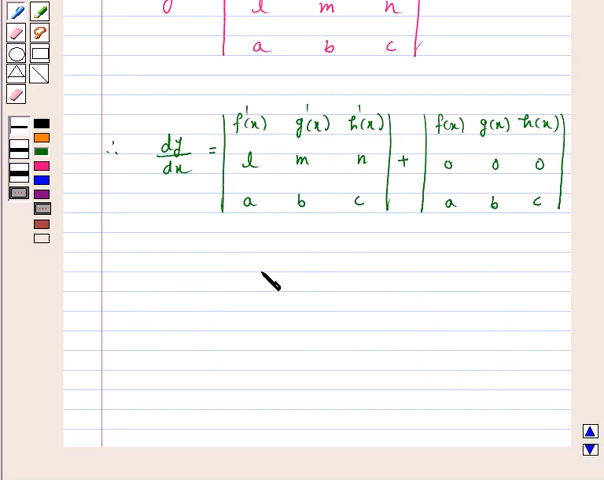 y | l m n |
| a b c |
∴ dy/dx = | f'(x) g'(x) h'(x) | + | f(x) g(x) h(x) |
| l m n | | 0 0 0 |
| a b c | | a b c |